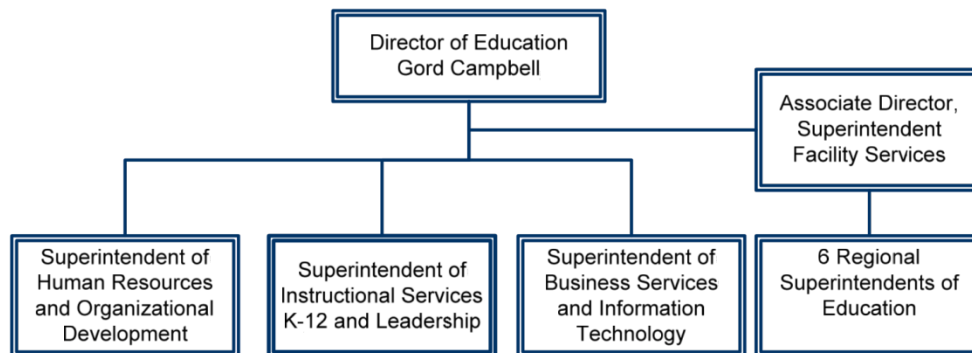 Director of Education
Gord Campbell
Associate Director,
Superintendent
Facility Services
Superintendent of
Human Resources
and Organizational
Development
Superintendent of
Instructional Services
K-12 and Leadership
Superintendent of
Business Services
and Information
Technology
6 Regional
Superintendents of
Education